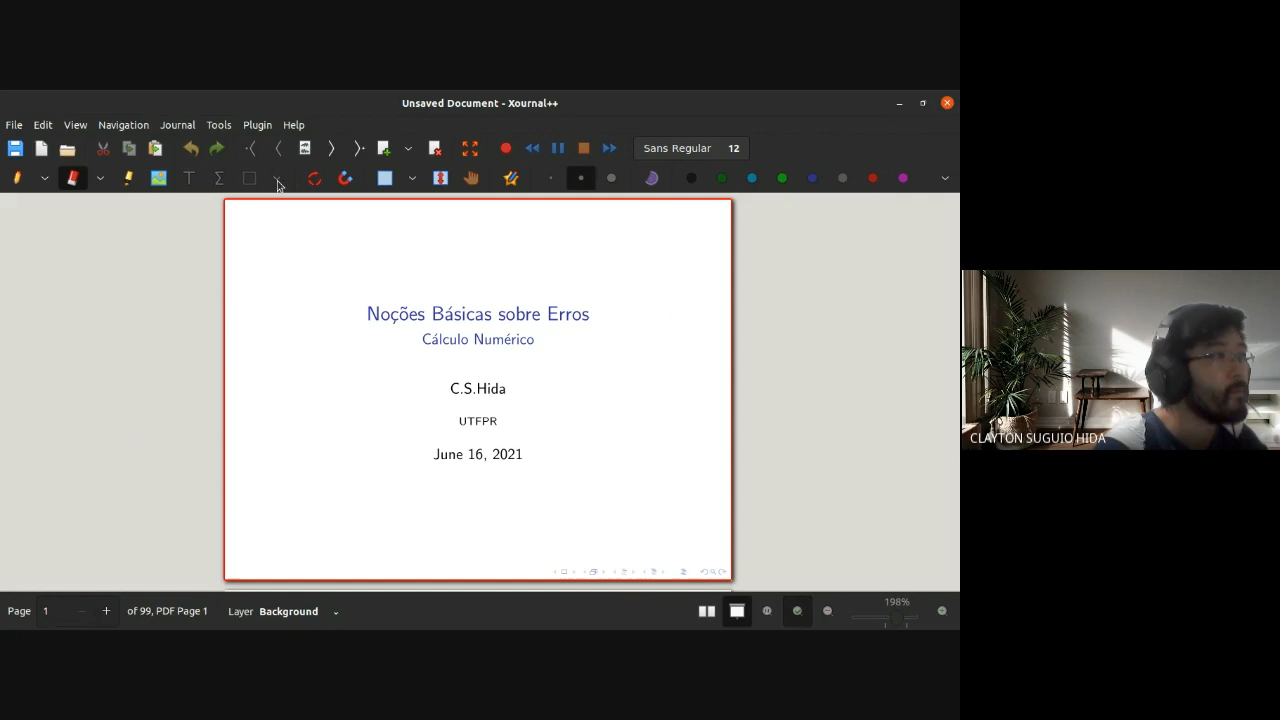 Unsaved Document - Xournal++
File Edit View Navigation Journal Tools Plugin Help
Sans Regular 12
Noções Básicas sobre Erros
Cálculo Numérico
C.S.Hida
UTFPR
June 16, 2021
CLAYTON SUGUIO HIDA
Page 1 of 99, PDF Page 1 Layer Background 198%